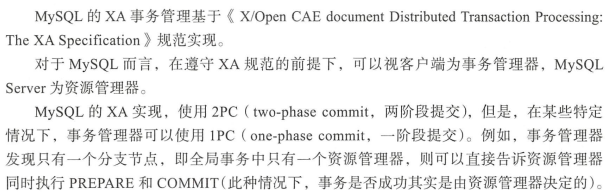 MySQL 的 XA 事务管理基于《 X/Open CAE document Distributed Transaction Processing:
The XA Specification 》规范实现。
对于 MySQL 而言，在遵守 XA 规范的前提下，可以视客户端为事务管理器，MySQL
Server 为资源管理器。
MySQL 的 XA 实现，使用 2PC（two-phase commit，两阶段提交），但是，在某些特定
情况下，事务管理器可以使用 1PC（one-phase commit，一阶段提交）。例如，事务管理器
发现只有一个分支节点，即全局事务中只有一个资源管理器，则可以直接告诉资源管理器
同时执行 PREPARE 和 COMMIT(此种情况下，事务是否成功其实是由资源管理器决定的)。